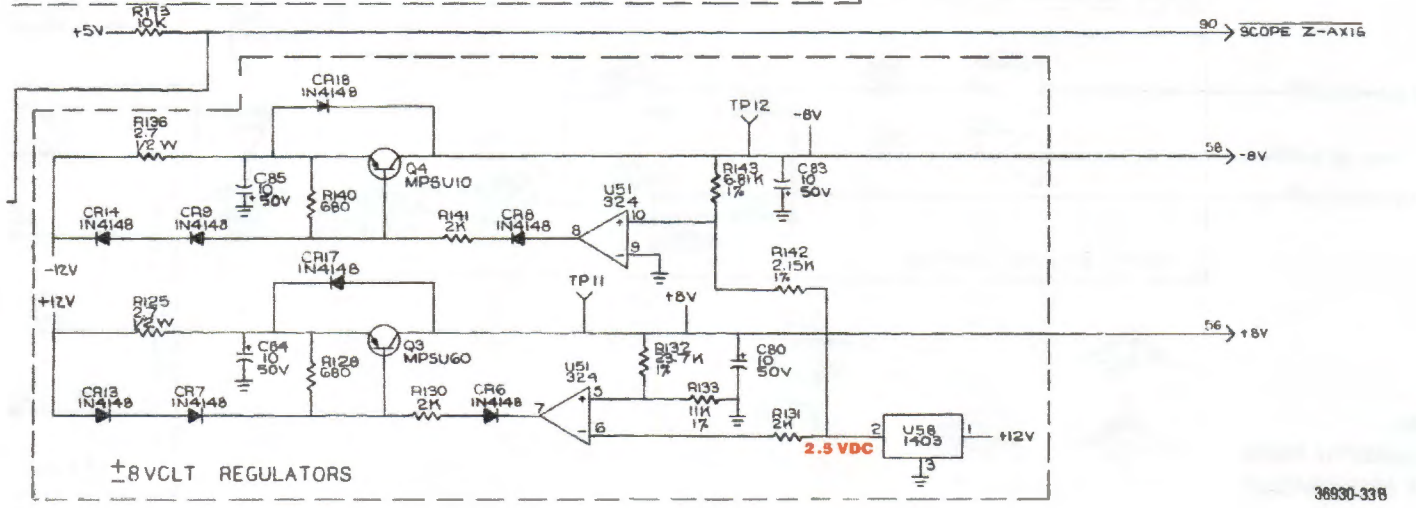 R173
10K
+5V
90
SCOPE Z-AXIS
CR18
1N4148
R136
2.7
1/2 W
TP12
-8V
58
-8V
Q4
MPSU10
C85
10
50V
R140
680
R143
6.81K
1%
C83
10
50V
U51
324
CR14
1N4148
CR9
1N4148
R141
2K
CR8
1N4148
8
+ 10
- 9
R142
2.15K
1%
-12V
CR17
1N4148
+12V
TP11
+8V
R125
2.7
1/2 W
56
+8V
Q3
MPSU60
C84
10
50V
R128
680
R132
23.7K
1%
C80
10
50V
U51
324
CR13
1N4148
CR7
1N4148
R130
2K
CR6
1N4148
7
+ 5
- 6
R133
11K
1%
R131
2K
2.5 VDC
2
U58
1403
1
+12V
3
±8 VOLT REGULATORS
36930-33B